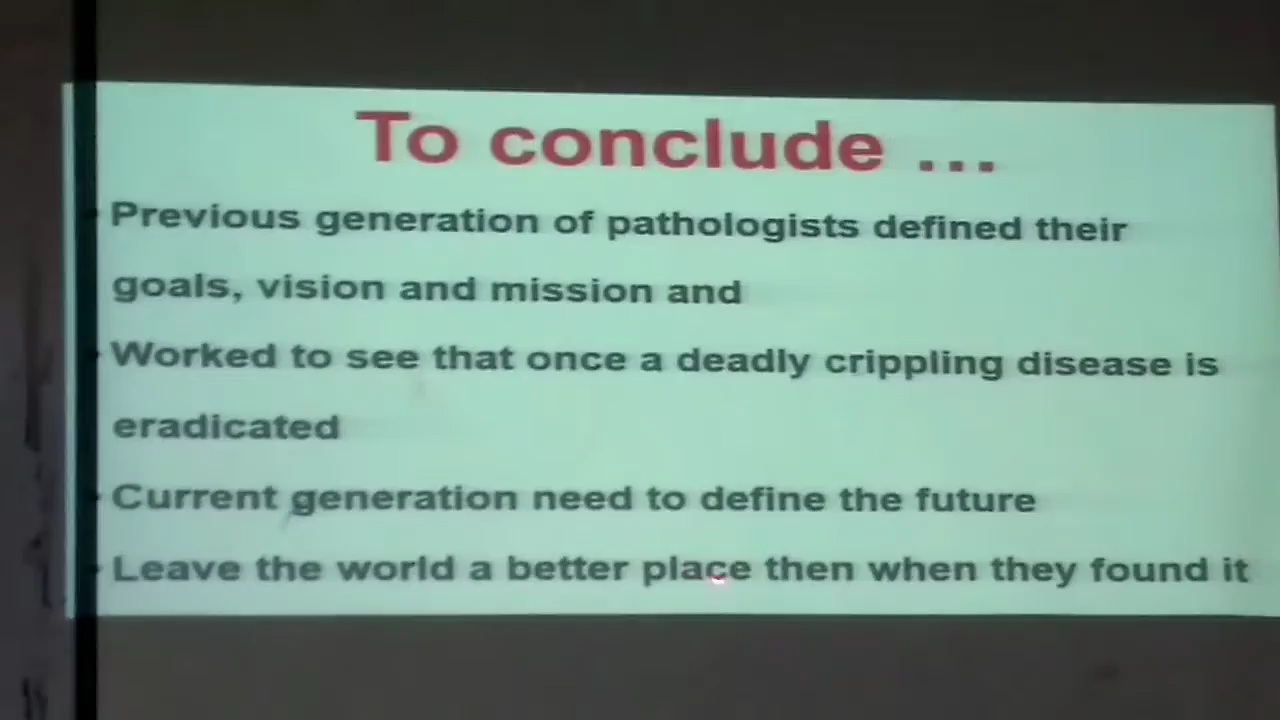 To conclude ...
• Previous generation of pathologists defined their
goals, vision and mission and
• Worked to see that once a deadly crippling disease is
eradicated
• Current generation need to define the future
• Leave the world a better place then when they found it